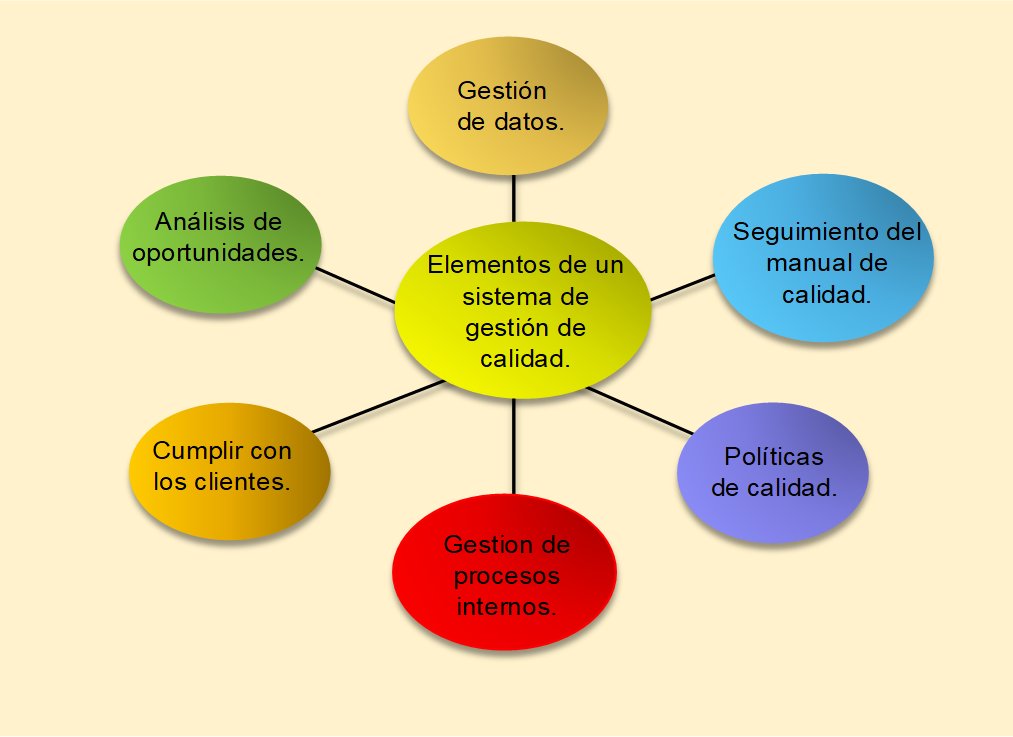 Gestión
de datos.
Análisis de
oportunidades.
Seguimiento del
manual de
calidad.
Elementos de un
sistema de
gestión de
calidad.
Cumplir con
los clientes.
Políticas
de calidad.
Gestion de
procesos
internos.